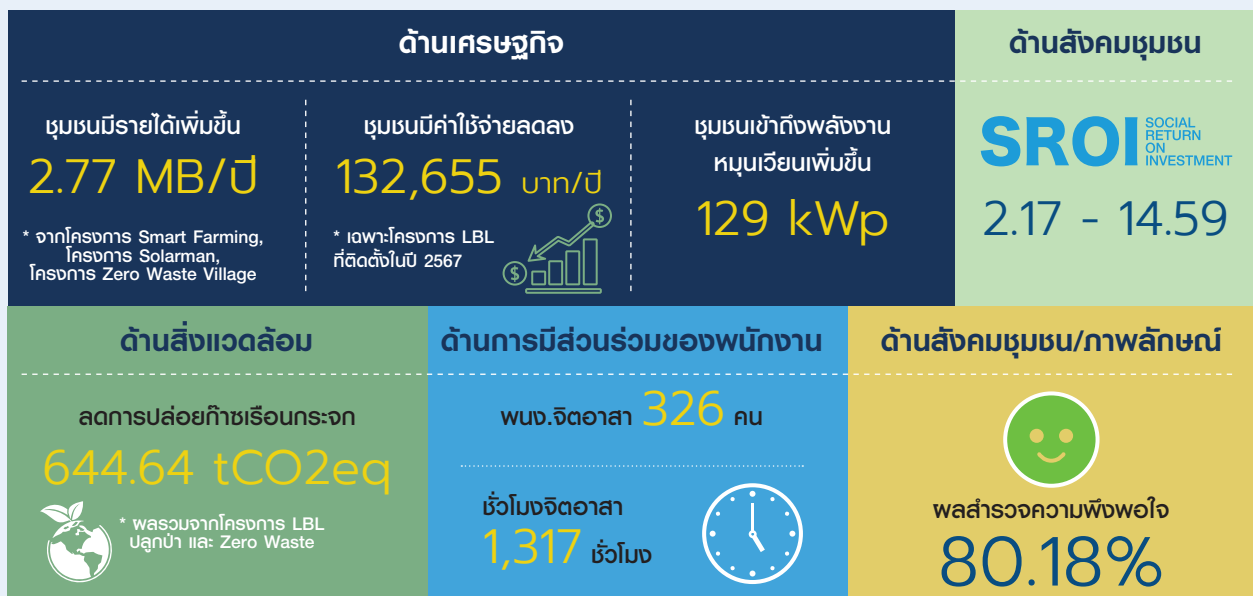 ด้านเศรษฐกิจ
ชุมชนมีรายได้เพิ่มขึ้น
2.77 MB/ปี
* จากโครงการ Smart Farming,
โครงการ Solarman,
โครงการ Zero Waste Village
ชุมชนมีค่าใช้จ่ายลดลง
132,655 บาท/ปี
* เฉพาะโครงการ LBL
ที่ติดตั้งในปี 2567
$
$
ชุมชนเข้าถึงพลังงาน
หมุนเวียนเพิ่มขึ้น
129 kWp
ด้านสังคมชุมชน
SROI
SOCIAL
RETURN
ON
INVESTMENT
2.17 - 14.59
ด้านสิ่งแวดล้อม
ลดการปล่อยก๊าซเรือนกระจก
644.64 tCO2eq
* ผลรวมจากโครงการ LBL
ปลูกป่า และ Zero Waste
ด้านการมีส่วนร่วมของพนักงาน
พนง.จิตอาสา 326 คน
ชั่วโมงจิตอาสา
1,317 ชั่วโมง
ด้านสังคมชุมชน/ภาพลักษณ์
ผลสำรวจความพึงพอใจ
80.18%